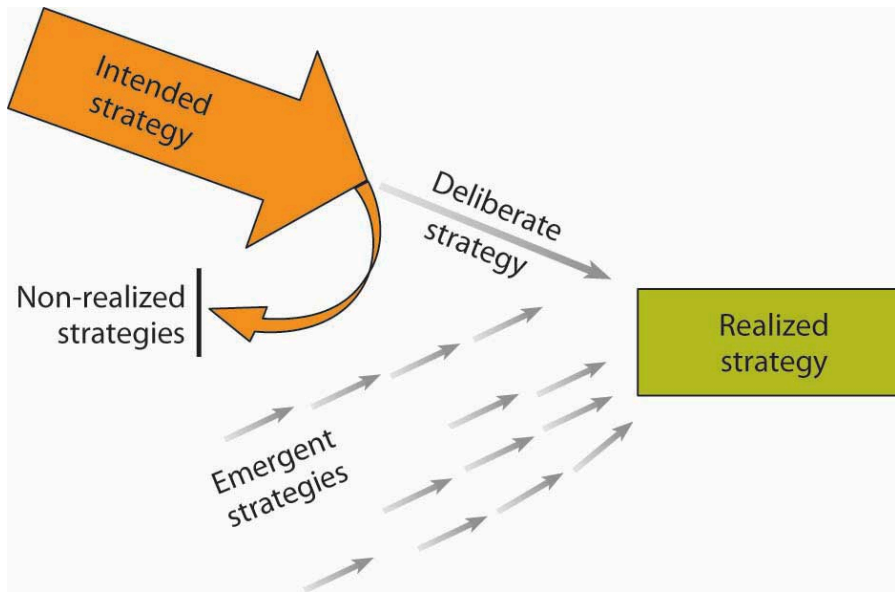 Intended
strategy
Deliberate
strategy
Non-realized
strategies
Realized
strategy
Emergent
strategies